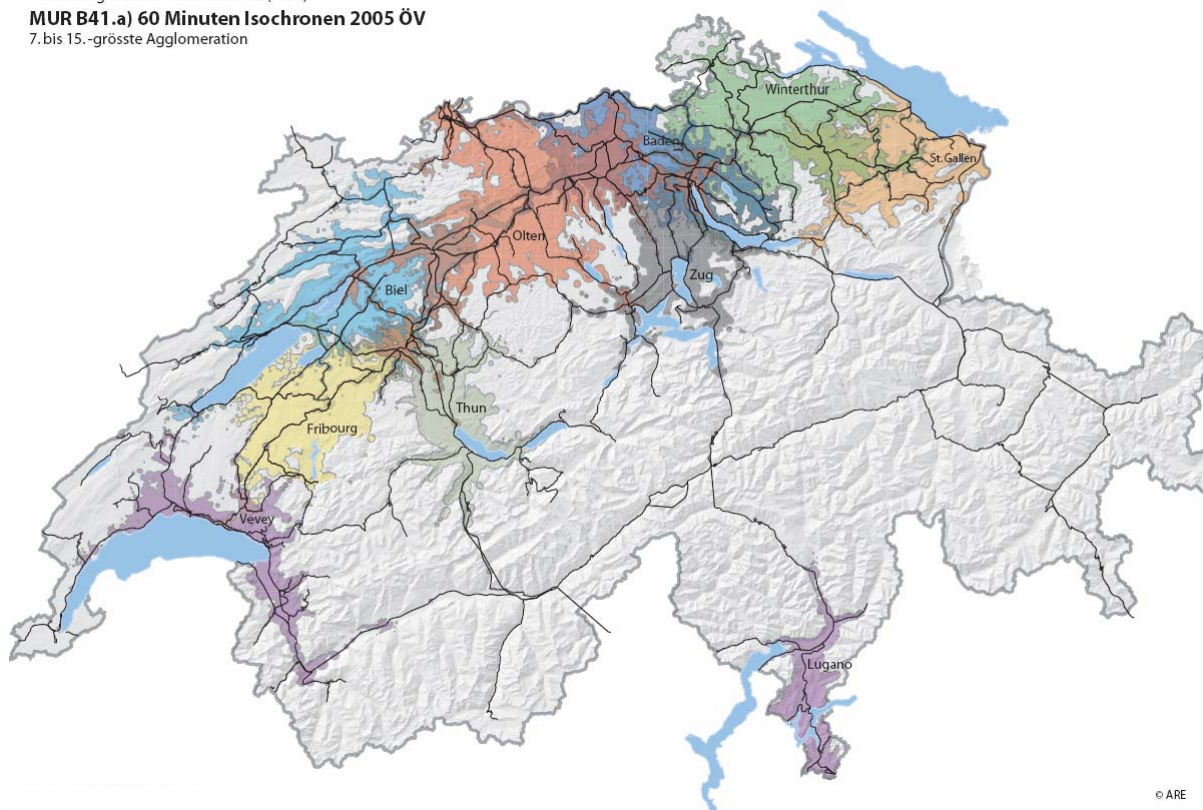 MUR B41.a) 60 Minuten Isochronen 2005 ÖV
7. bis 15.-grösste Agglomeration
Winterthur
Baden
St. Gallen
Olten
Zug
Biel
Thun
Fribourg
Vevey
Lugano
© ARE